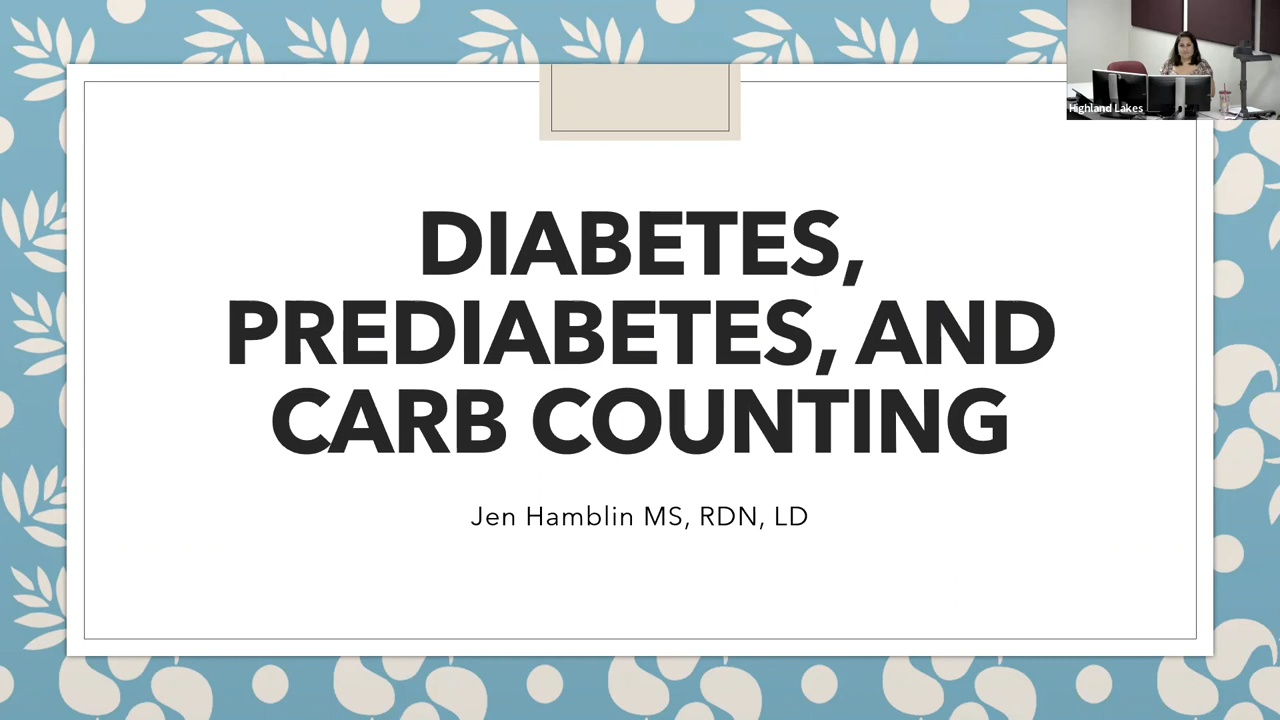 Highland Lakes
DIABETES,
PREDIABETES, AND
CARB COUNTING
Jen Hamblin MS, RDN, LD